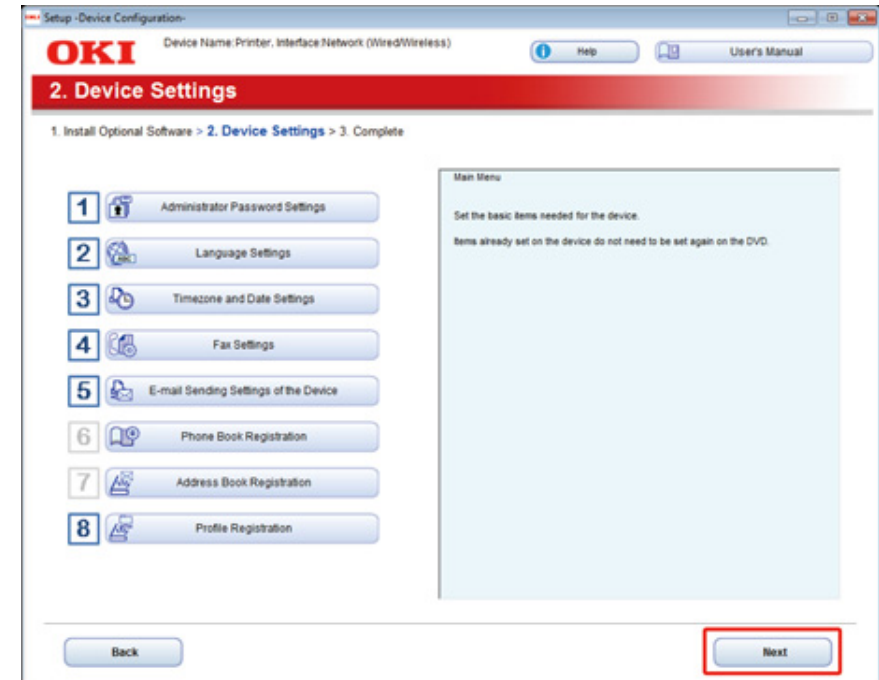 Setup -Device Configuration-
OKI
Device Name:Printer, Interface:Network (Wired/Wireless)
Help
User's Manual
2. Device Settings
1. Install Optional Software > 2. Device Settings > 3. Complete
Main Menu
Set the basic items needed for the device.
Items already set on the device do not need to be set again on the DVD.
1 Administrator Password Settings
2 Language Settings
3 Timezone and Date Settings
4 Fax Settings
5 E-mail Sending Settings of the Device
6 Phone Book Registration
7 Address Book Registration
8 Profile Registration
Back
Next